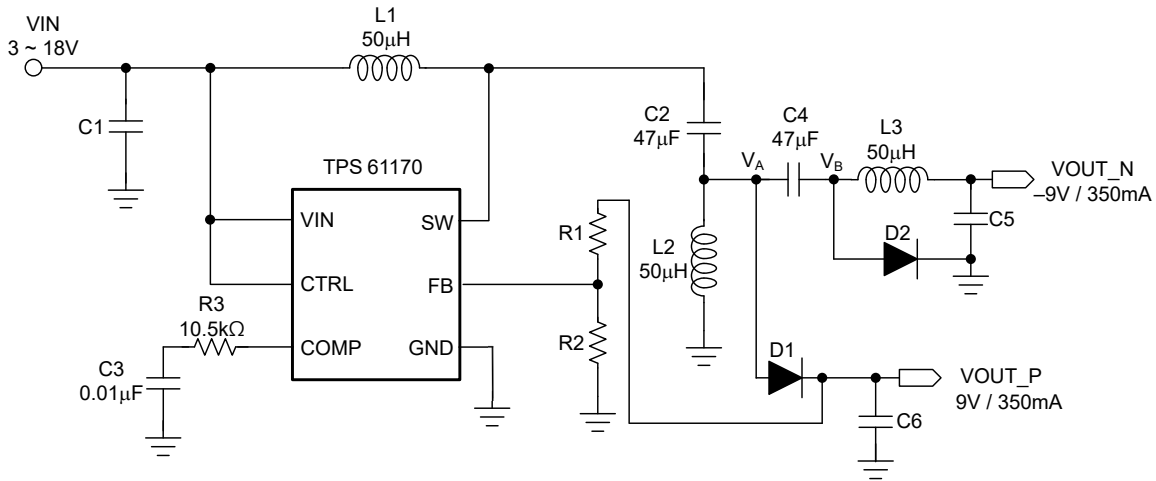 VIN
3 ~ 18V
L1
50µH
C1
TPS 61170
VIN
SW
CTRL
FB
COMP
GND
R3
10.5kΩ
C3
0.01µF
R1
R2
C2
47µF
L2
50µH
VA
C4
47µF
VB
L3
50µH
VOUT_N
–9V / 350mA
C5
D2
D1
VOUT_P
9V / 350mA
C6